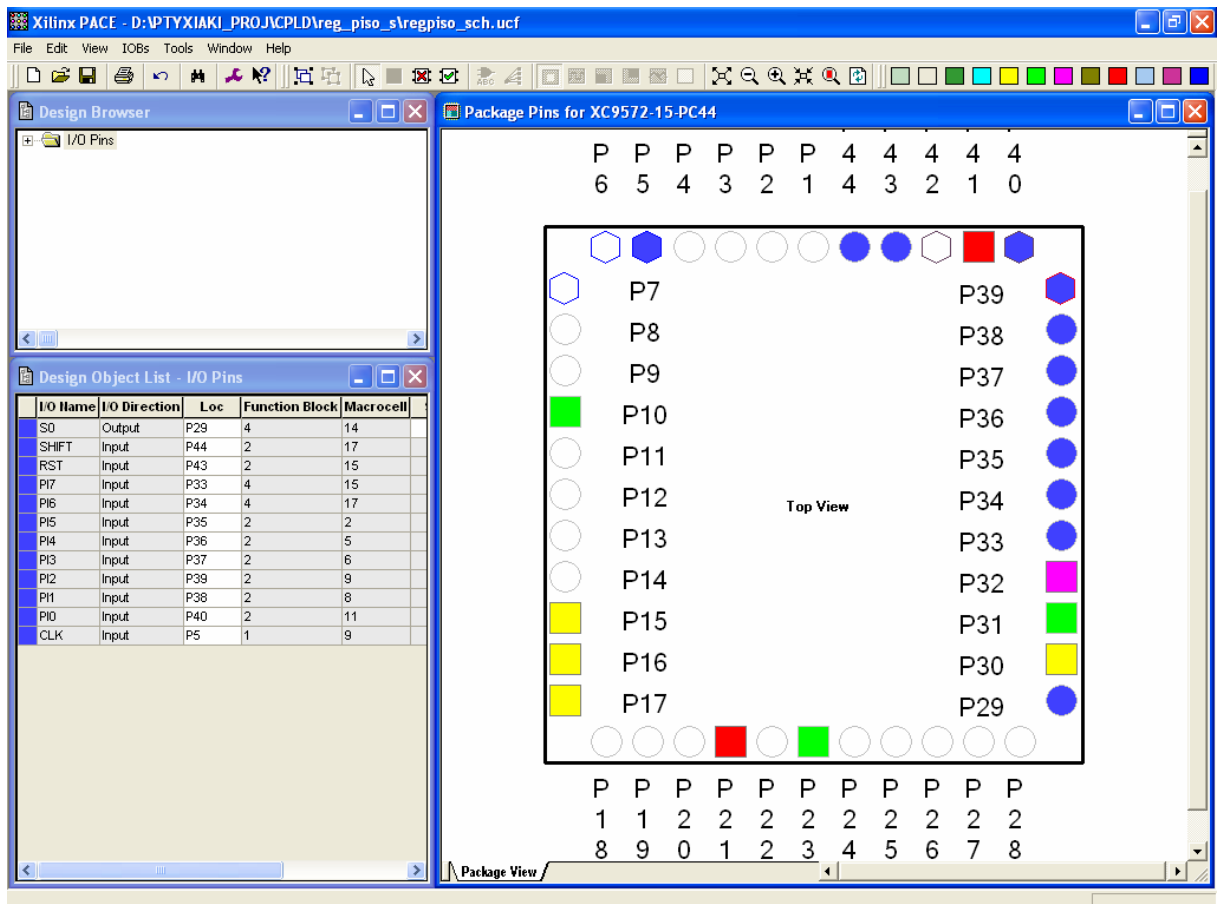 Xilinx PACE - D:\PTYXIAKI_PROJ\CPLD\reg_piso_s\regpiso_sch.ucf
File Edit View IOBs Tools Window Help
ABC
Design Browser
I/O Pins
Design Object List - I/O Pins
I/O Name I/O Direction Loc Function Block Macrocell
S0 Output P29 4 14
SHIFT Input P44 2 17
RST Input P43 2 15
PI7 Input P33 4 15
PI6 Input P34 4 17
PI5 Input P35 2 2
PI4 Input P36 2 5
PI3 Input P37 2 6
PI2 Input P39 2 9
PI1 Input P38 2 8
PI0 Input P40 2 11
CLK Input P5 1 9
Package Pins for XC9572-15-PC44
P P P P P P 4 4 4 4 4
6 5 4 3 2 1 4 3 2 1 0
P7 P39
P8 P38
P9 P37
P10 P36
P11 P35
P12 P34
Top View
P13 P33
P14 P32
P15 P31
P16 P30
P17 P29
P P P P P P P P P P P
1 1 2 2 2 2 2 2 2 2 2
8 9 0 1 2 3 4 5 6 7 8
Package View